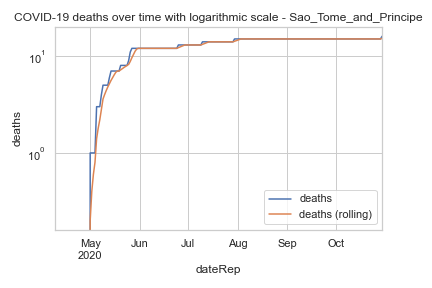 COVID-19 deaths over time with logarithmic scale - Sao_Tome_and_Principe
10¹
10⁰
deaths
deaths
deaths (rolling)
May
2020
Jun
Jul
Aug
Sep
Oct
dateRep